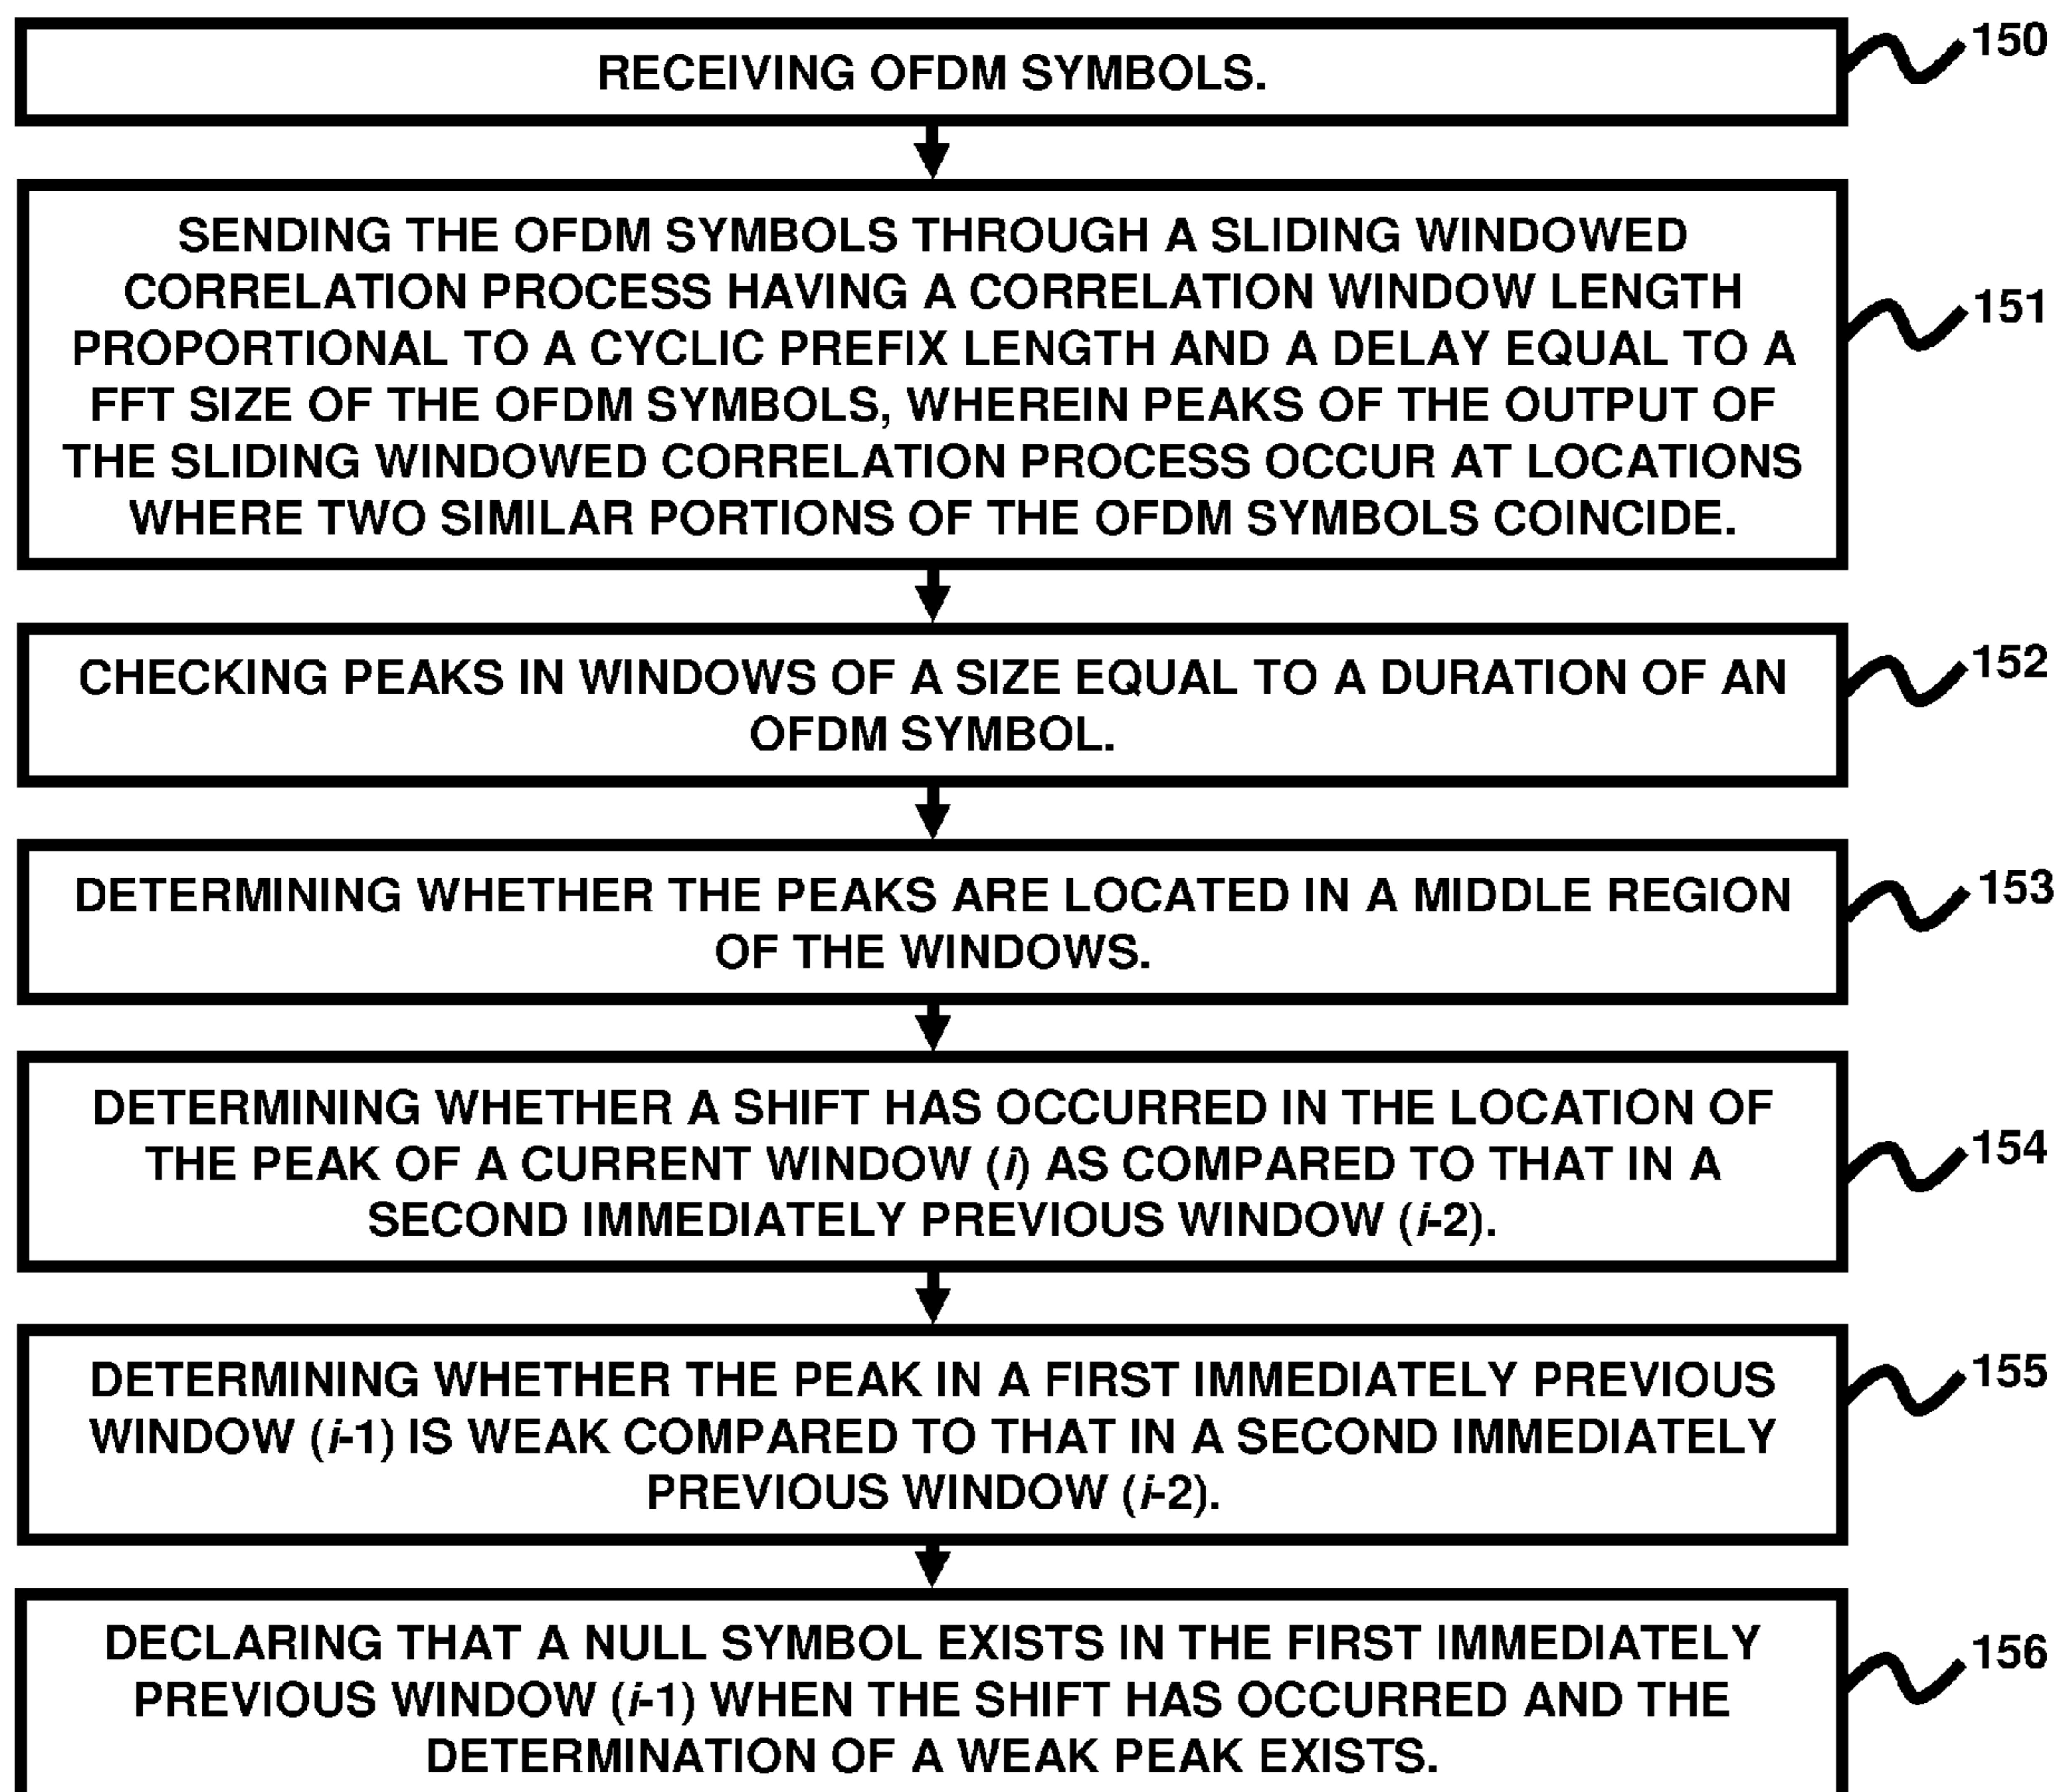 RECEIVING OFDM SYMBOLS.
150
SENDING THE OFDM SYMBOLS THROUGH A SLIDING WINDOWED
CORRELATION PROCESS HAVING A CORRELATION WINDOW LENGTH
PROPORTIONAL TO A CYCLIC PREFIX LENGTH AND A DELAY EQUAL TO A
FFT SIZE OF THE OFDM SYMBOLS, WHEREIN PEAKS OF THE OUTPUT OF
THE SLIDING WINDOWED CORRELATION PROCESS OCCUR AT LOCATIONS
WHERE TWO SIMILAR PORTIONS OF THE OFDM SYMBOLS COINCIDE.
151
CHECKING PEAKS IN WINDOWS OF A SIZE EQUAL TO A DURATION OF AN
OFDM SYMBOL.
152
DETERMINING WHETHER THE PEAKS ARE LOCATED IN A MIDDLE REGION
OF THE WINDOWS.
153
DETERMINING WHETHER A SHIFT HAS OCCURRED IN THE LOCATION OF
THE PEAK OF A CURRENT WINDOW (i) AS COMPARED TO THAT IN A
SECOND IMMEDIATELY PREVIOUS WINDOW (i-2).
154
DETERMINING WHETHER THE PEAK IN A FIRST IMMEDIATELY PREVIOUS
WINDOW (i-1) IS WEAK COMPARED TO THAT IN A SECOND IMMEDIATELY
PREVIOUS WINDOW (i-2).
155
DECLARING THAT A NULL SYMBOL EXISTS IN THE FIRST IMMEDIATELY
PREVIOUS WINDOW (i-1) WHEN THE SHIFT HAS OCCURRED AND THE
DETERMINATION OF A WEAK PEAK EXISTS.
156